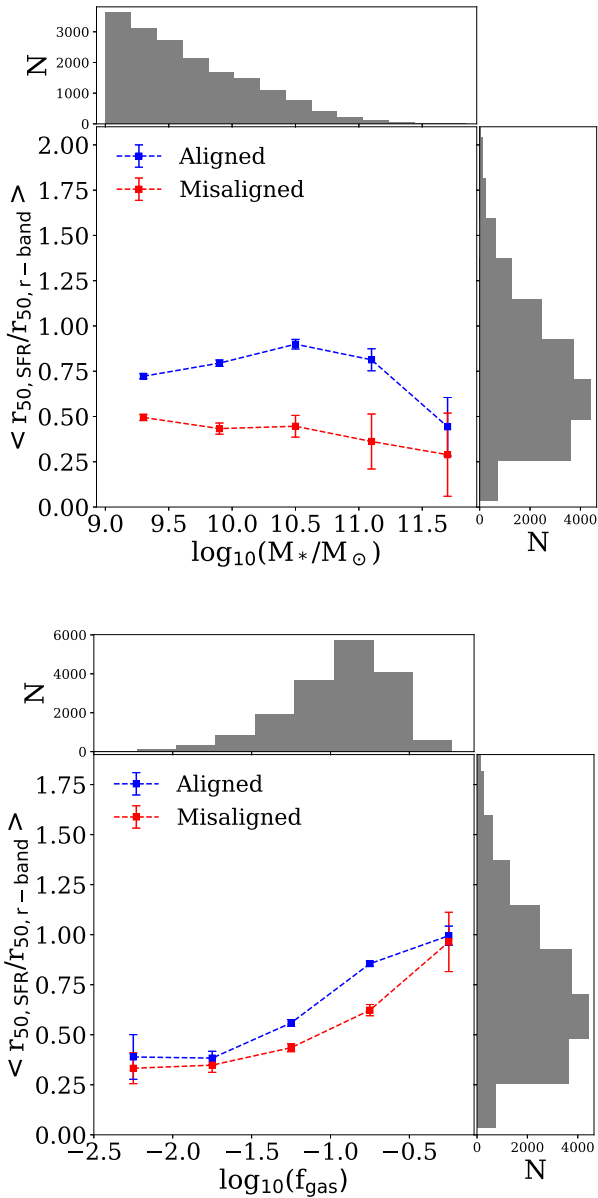 3000
2000
1000
0
N
2.00
1.75
1.50
1.25
1.00
0.75
0.50
0.25
0.00
< r50, SFR/r50, r − band >
Aligned
Misaligned
9.0 9.5 10.0 10.5 11.0 11.5
log10(M*/M⊙)
0 2000 4000
N
6000
4000
2000
0
N
1.75
1.50
1.25
1.00
0.75
0.50
0.25
0.00
< r50, SFR/r50, r − band >
Aligned
Misaligned
−2.5 −2.0 −1.5 −1.0 −0.5
log10(fgas)
0 2000 4000
N